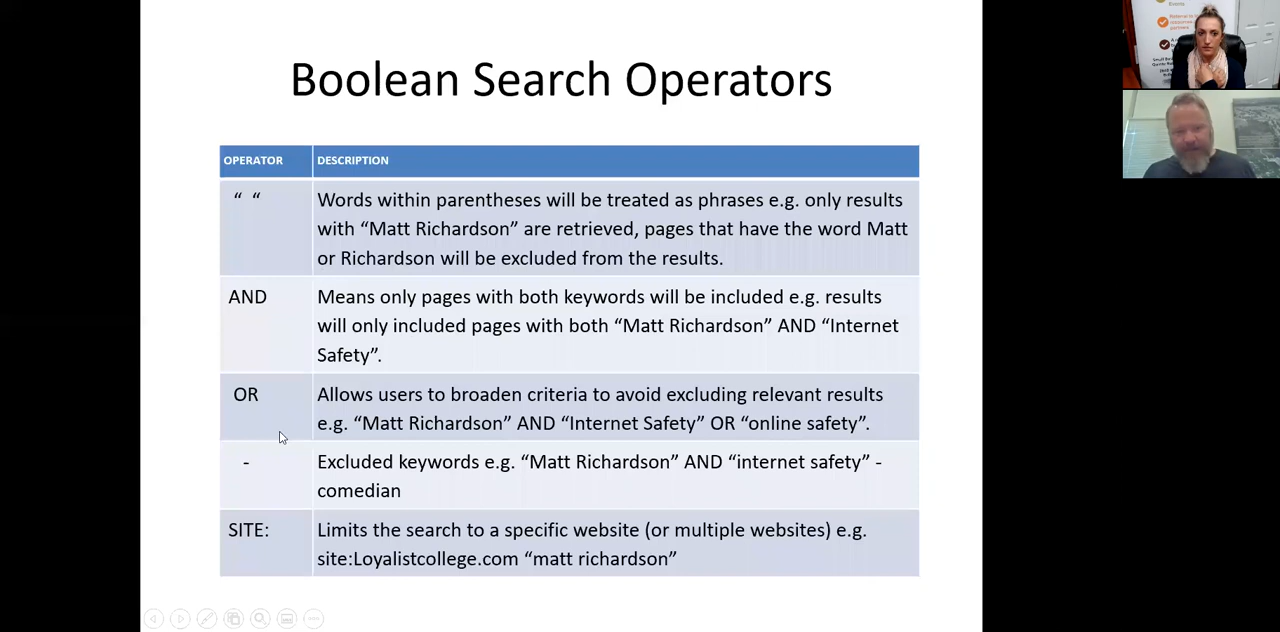 Boolean Search Operators
OPERATOR DESCRIPTION
“ “ Words within parentheses will be treated as phrases e.g. only results
with “Matt Richardson” are retrieved, pages that have the word Matt
or Richardson will be excluded from the results.
AND Means only pages with both keywords will be included e.g. results
will only included pages with both “Matt Richardson” AND “Internet
Safety”.
OR Allows users to broaden criteria to avoid excluding relevant results
e.g. “Matt Richardson” AND “Internet Safety” OR “online safety”.
- Excluded keywords e.g. “Matt Richardson” AND “internet safety” -
comedian
SITE: Limits the search to a specific website (or multiple websites) e.g.
site:Loyalistcollege.com “matt richardson”
Events